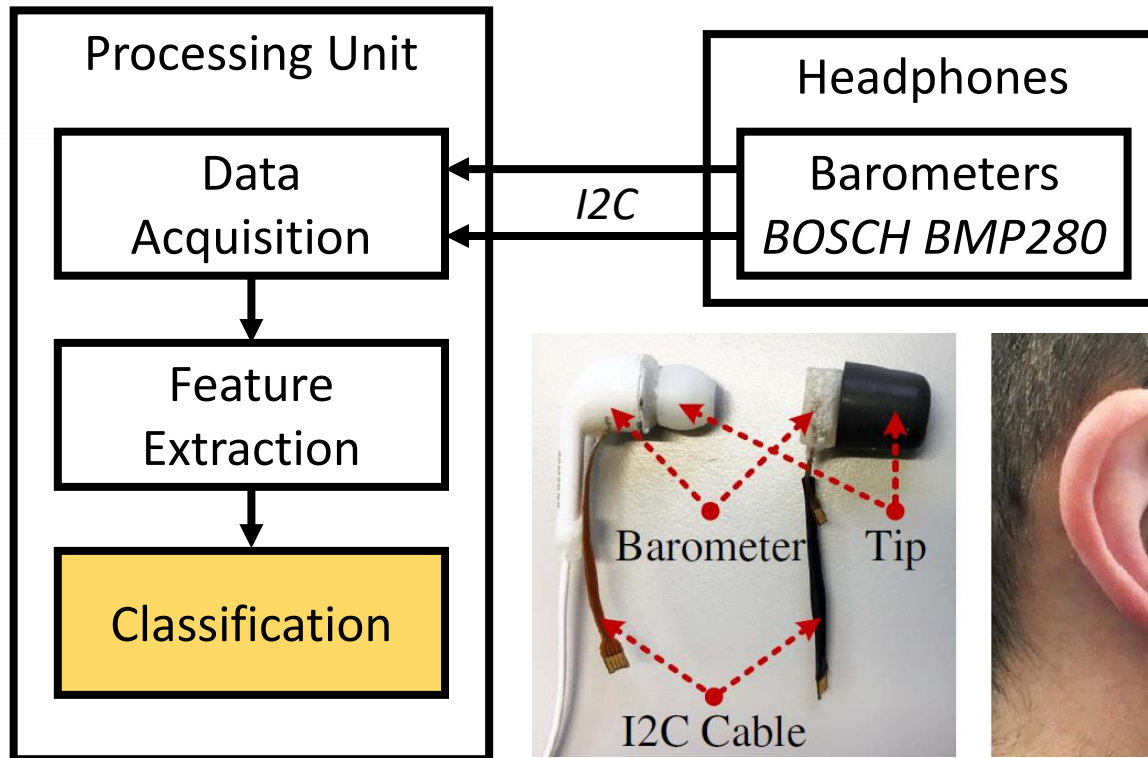 Processing Unit
Data
Acquisition
Feature
Extraction
Classification
I2C
Headphones
Barometers
BOSCH BMP280
Barometer
Tip
I2C Cable